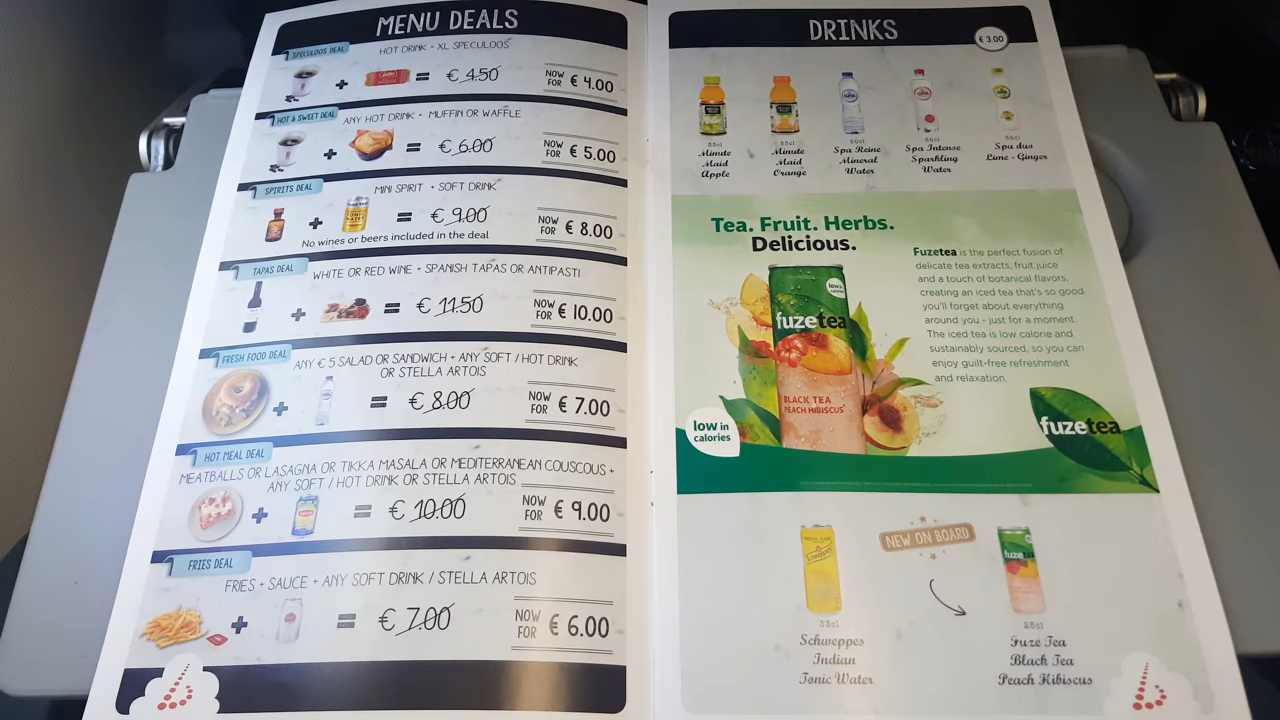 MENU DEALS
SPECULOOS DEAL
HOT DRINK + XL SPECULOOS
+ = € 4.50
NOW FOR € 4.00
HOT & SWEET DEAL
ANY HOT DRINK + MUFFIN OR WAFFLE
+ = € 6.00
NOW FOR € 5.00
SPIRITS DEAL
MINI SPIRIT + SOFT DRINK
+ = € 9.00
NOW FOR € 8.00
No wines or beers included in the deal
TAPAS DEAL
WHITE OR RED WINE + SPANISH TAPAS OR ANTIPASTI
+ = € 11.50
NOW FOR € 10.00
FRESH FOOD DEAL
ANY € 5 SALAD OR SANDWICH + ANY SOFT / HOT DRINK
OR STELLA ARTOIS
+ = € 8.00
NOW FOR € 7.00
HOT MEAL DEAL
MEATBALLS OR LASAGNA OR TIKKA MASALA OR MEDITERRANEAN COUSCOUS +
ANY SOFT / HOT DRINK OR STELLA ARTOIS
+ = € 10.00
NOW FOR € 9.00
FRIES DEAL
FRIES + SAUCE + ANY SOFT DRINK / STELLA ARTOIS
+ = € 7.00
NOW FOR € 6.00
DRINKS
€ 3.00
33cl
Minute
Maid
Apple
33cl
Minute
Maid
Orange
50cl
Spa Reine
Mineral
Water
50cl
Spa Intense
Sparkling
Water
Spa duo
Lime - Ginger
Tea. Fruit. Herbs.
Delicious.
Fuzetea is the perfect fusion of
delicate tea extracts, fruit juice
and a touch of botanical flavors,
creating an iced tea that's so good
you'll forget about everything
around you - just for a moment.
The iced tea is low calorie and
sustainably sourced, so you can
enjoy guilt-free refreshment
and relaxation.
low in
calories
fuzetea
BLACK TEA
PEACH HIBISCUS
low in
calories
fuzetea
NEW ON BOARD
fuzetea
33cl
Schweppes
Indian
Tonic Water
25cl
Fuze Tea
Black Tea
Peach Hibiscus